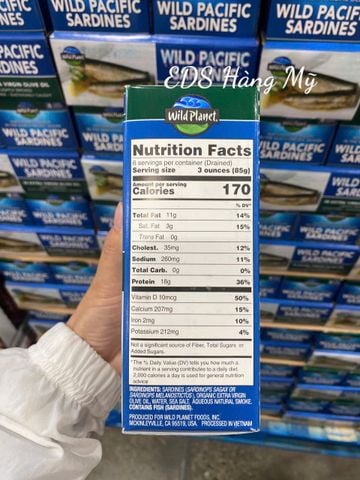 WILD PACIFIC
SARDINES
WILD PACIFIC
SARDINES
EDS Hàng Mỹ
Wild Planet
Nutrition Facts
6 servings per container (Drained)
Serving size 3 ounces (85g)
Amount per serving
Calories 170
% DV*
Total Fat 11g 14%
Sat. Fat 3g 15%
Trans Fat 0g
Cholest. 35mg 12%
Sodium 260mg 11%
Total Carb. 0g 0%
Protein 18g 36%
Vitamin D 10mcg 50%
Calcium 207mg 15%
Iron 2mg 10%
Potassium 212mg 4%
Not a significant source of Fiber, Total Sugars or
Added Sugars.
*The % Daily Value (DV) tells you how much a
nutrient in a serving contributes to a daily diet.
2,000 calories a day is used for general nutrition
advice
INGREDIENTS: SARDINES (SARDINOPS SAGAX OR
SARDINOPS MELANOSTICTUS), ORGANIC EXTRA VIRGIN
OLIVE OIL, WATER, SEA SALT, AQUEOUS NATURAL SMOKE.
CONTAINS FISH (SARDINES).
PRODUCED FOR WILD PLANET FOODS, INC.
MCKINLEYVILLE, CA 95519, USA. PROCESSED IN VIETNAM